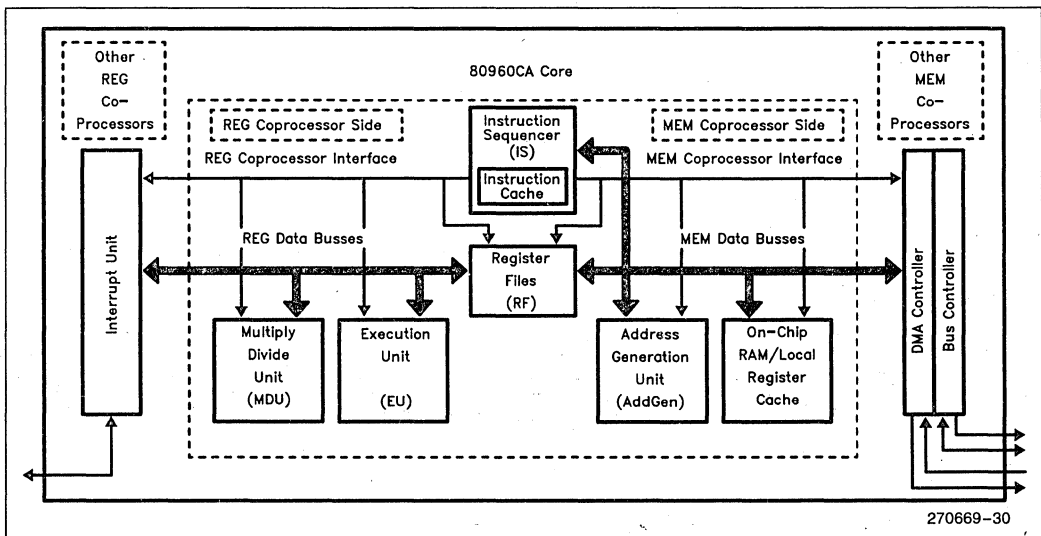 Other
REG
Co-
Processors
80960CA Core
Other
MEM
Co-
Processors
REG Coprocessor Side
REG Coprocessor Interface
Instruction
Sequencer
(IS)
Instruction
Cache
MEM Coprocessor Side
MEM Coprocessor Interface
REG Data Busses
MEM Data Busses
Interrupt Unit
Register
Files
(RF)
Multiply
Divide
Unit
(MDU)
Execution
Unit
(EU)
Address
Generation
Unit
(AddGen)
On-Chip
RAM/Local
Register
Cache
DMA Controller
Bus Controller
270669-30